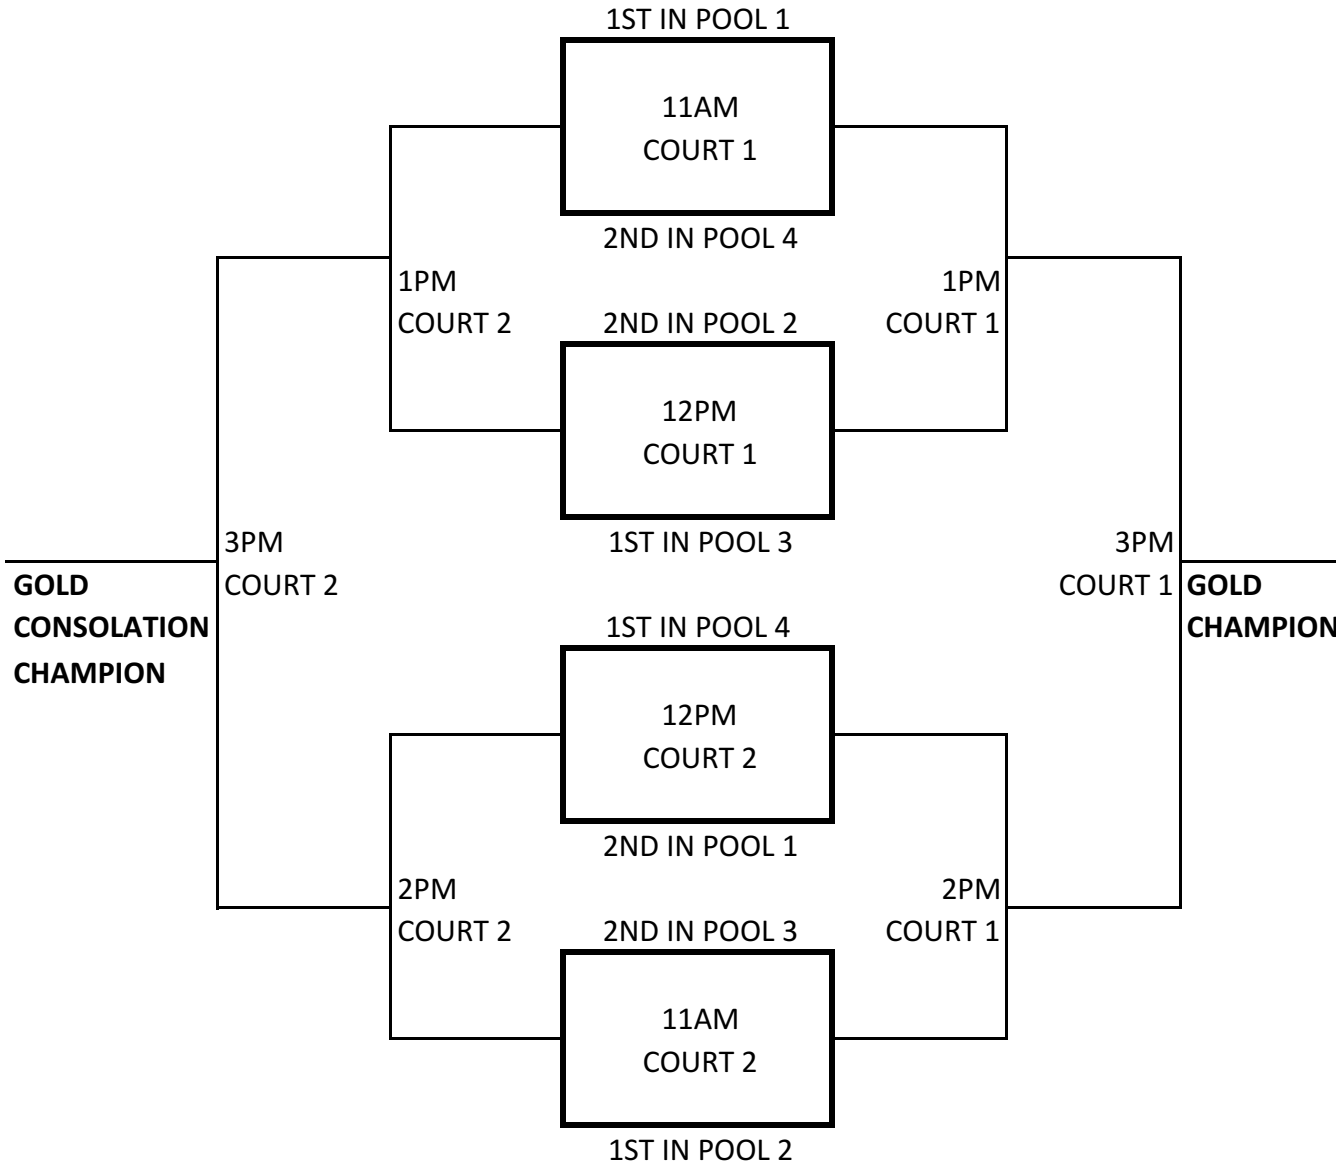 1ST IN POOL 1
11AM
COURT 1
2ND IN POOL 4
1PM
COURT 2
1PM
COURT 1
2ND IN POOL 2
12PM
COURT 1
1ST IN POOL 3
3PM
COURT 2
3PM
COURT 1
GOLD
CONSOLATION
CHAMPION
GOLD
CHAMPION
1ST IN POOL 4
12PM
COURT 2
2ND IN POOL 1
2PM
COURT 2
2PM
COURT 1
2ND IN POOL 3
11AM
COURT 2
1ST IN POOL 2